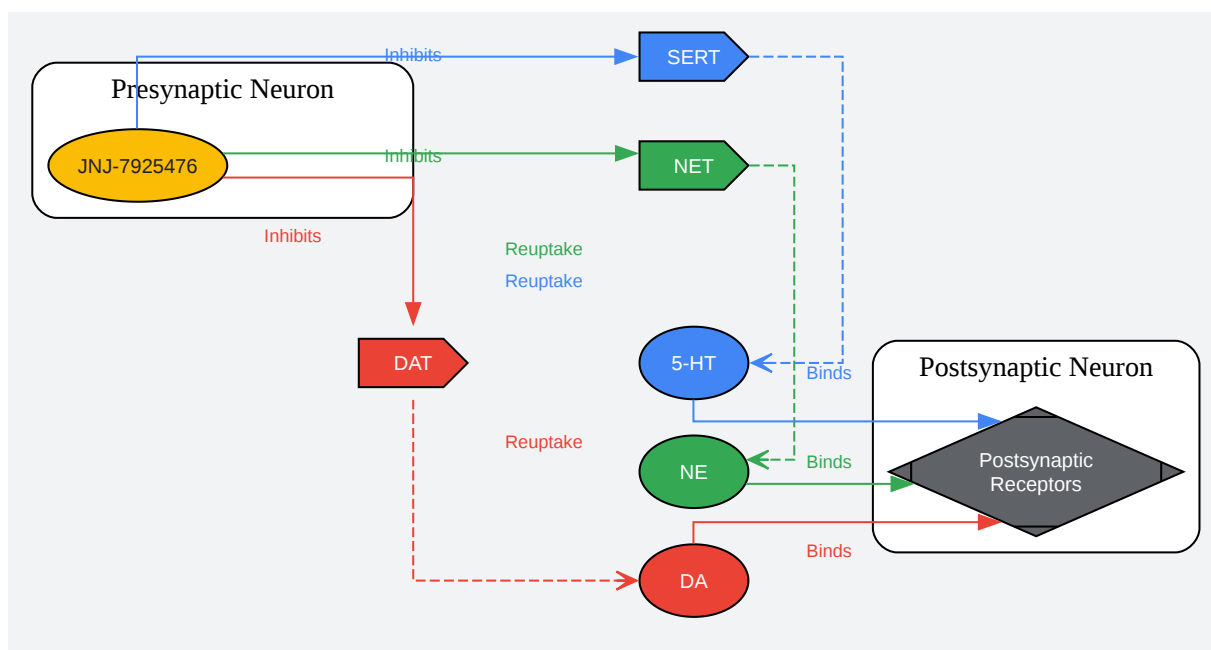 Inhibits
SERT
Presynaptic Neuron
Inhibits
NET
JNJ-7925476
Inhibits
Reuptake
Reuptake
DAT
5-HT
Binds
Postsynaptic Neuron
Reuptake
NE
Binds
Postsynaptic
Receptors
DA
Binds